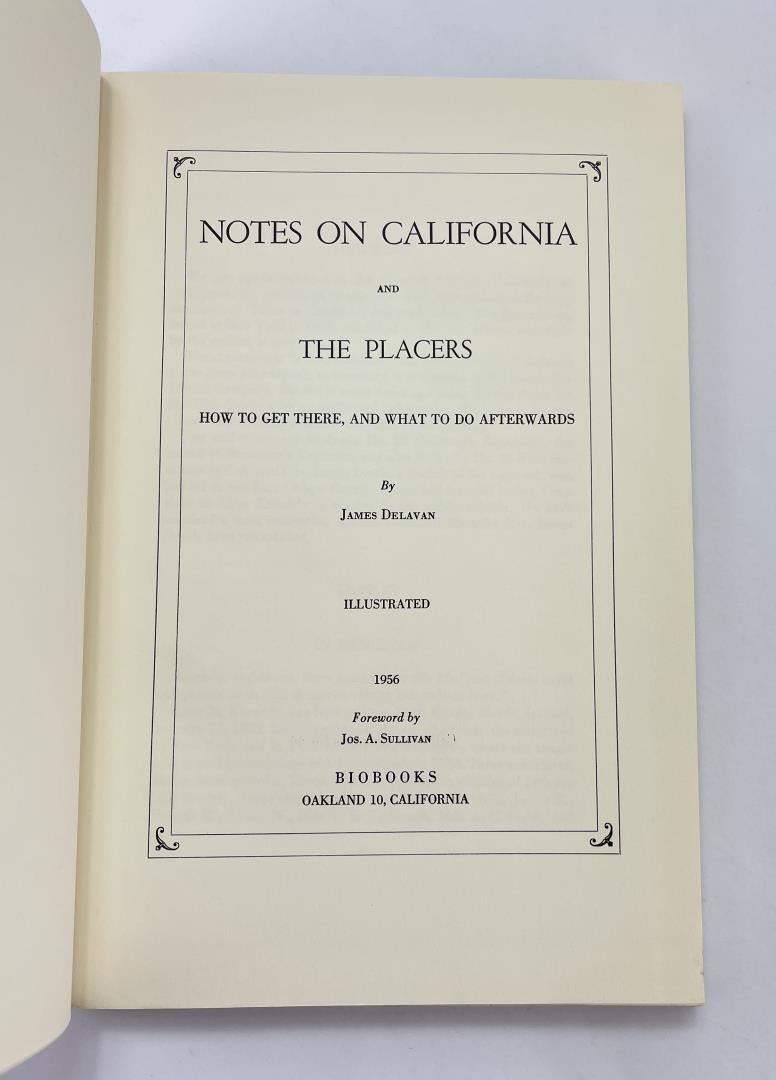 NOTES ON CALIFORNIA
AND
THE PLACERS
HOW TO GET THERE, AND WHAT TO DO AFTERWARDS
By
JAMES DELAVAN
ILLUSTRATED
1956
Foreword by
JOS. A. SULLIVAN
BIOBOOKS
OAKLAND 10, CALIFORNIA